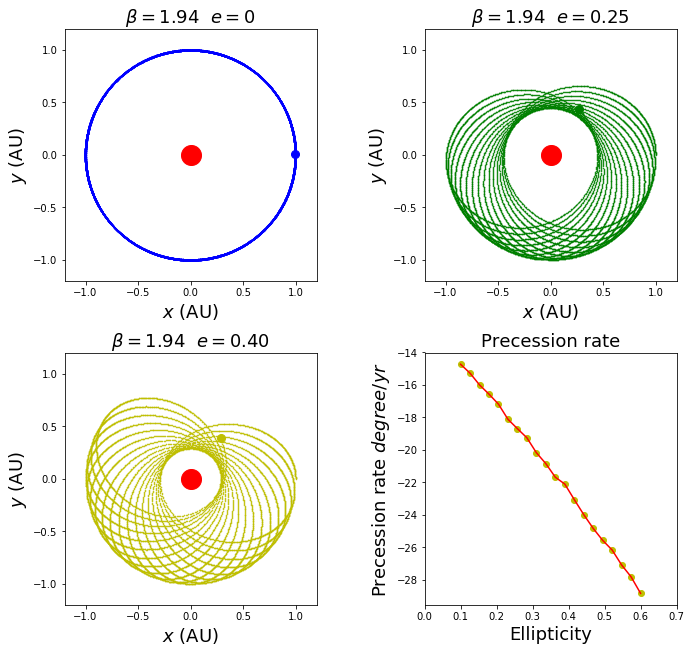 β = 1.94 e = 0
1.0
0.5
0.0
−0.5
−1.0
y (AU)
−1.0 −0.5 0.0 0.5 1.0
x (AU)
β = 1.94 e = 0.25
1.0
0.5
0.0
−0.5
−1.0
y (AU)
−1.0 −0.5 0.0 0.5 1.0
x (AU)
β = 1.94 e = 0.40
1.0
0.5
0.0
−0.5
−1.0
y (AU)
−1.0 −0.5 0.0 0.5 1.0
x (AU)
Precession rate
−14
−16
−18
−20
−22
−24
−26
−28
Precession rate degree/yr
0.0 0.1 0.2 0.3 0.4 0.5 0.6 0.7
Ellipticity